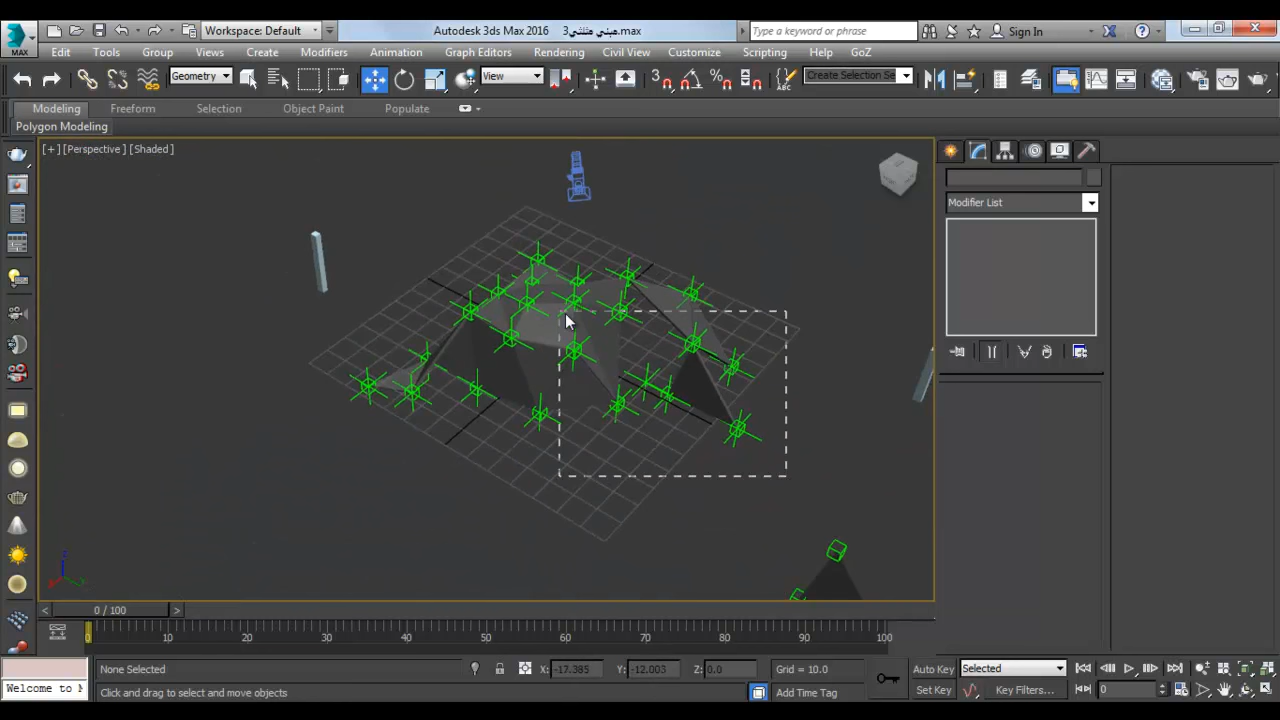 MAX
Workspace: Default
Autodesk 3ds Max 2016 مبني مثلثي3.max
Type a keyword or phrase
Sign In
Edit Tools Group Views Create Modifiers Animation Graph Editors Rendering Civil View Customize Scripting Help GoZ
Geometry
View
3
Create Selection Se
Modeling Freeform Selection Object Paint Populate
Polygon Modeling
[+] [Perspective] [Shaded]
Modifier List
< 0 / 100 >
0 10 20 30 40 50 60 70 80 90 100
None Selected
X: -17.385 Y: -12.003 Z: 0.0 Grid = 10.0
Auto Key Selected
Welcome to M
Click and drag to select and move objects
Add Time Tag
Set Key Key Filters... 0